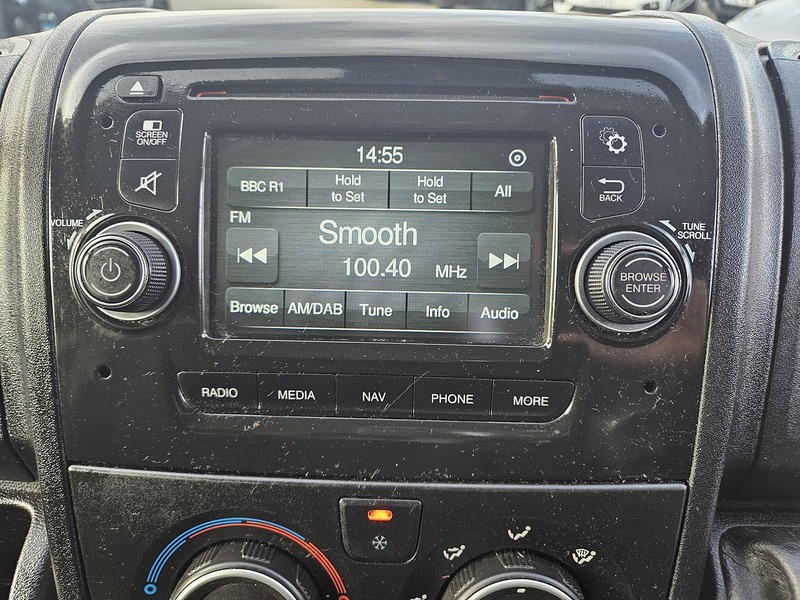 SCREEN
ON/OFF
14:55
BBC R1
Hold
to Set
Hold
to Set
All
BACK
VOLUME
TUNE
SCROLL
FM
Smooth
100.40 MHz
BROWSE
ENTER
Browse AM/DAB Tune Info Audio
RADIO MEDIA NAV PHONE MORE